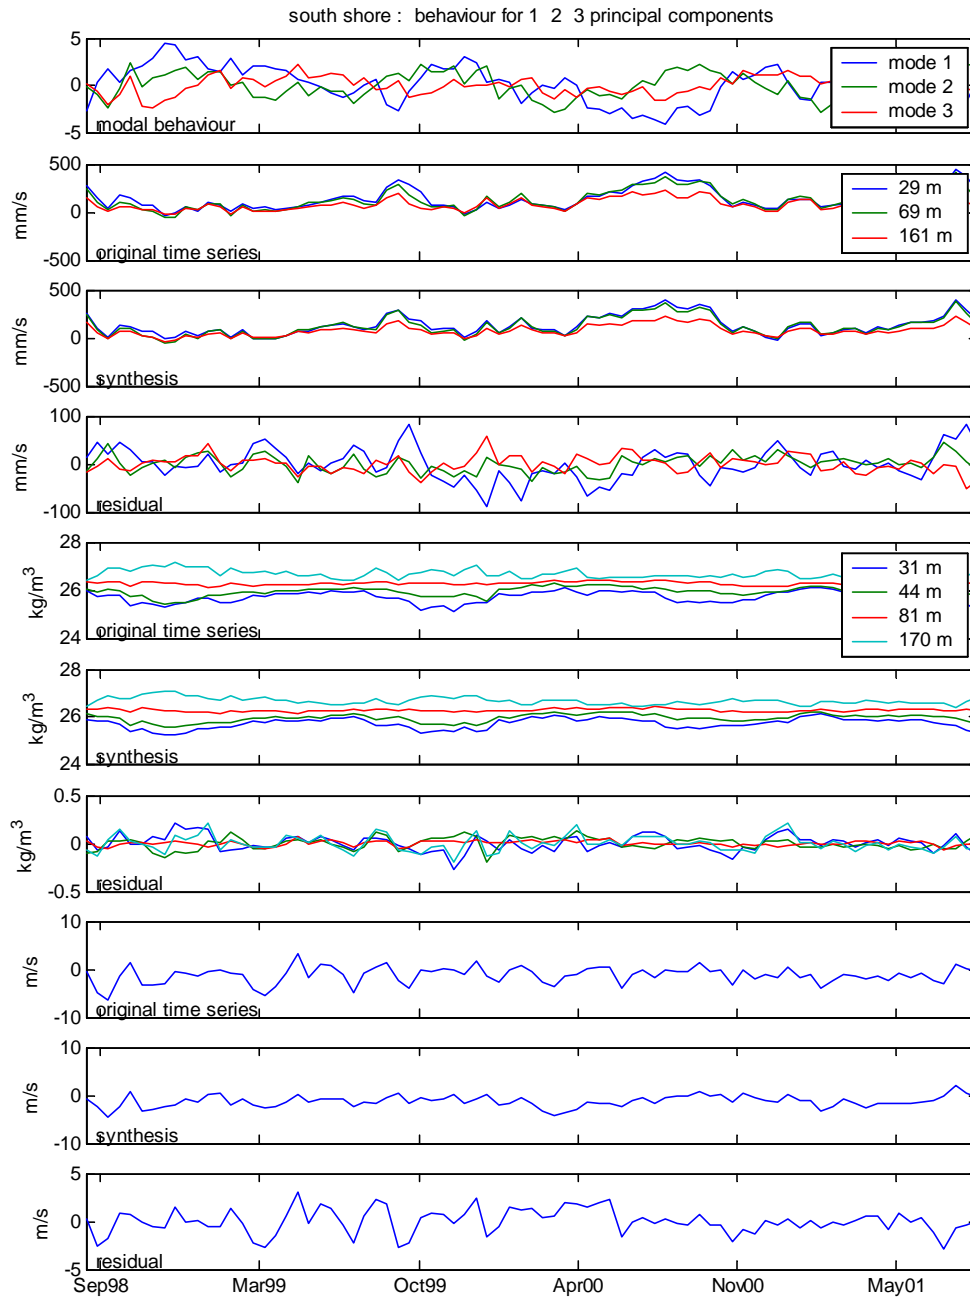 south shore :  behaviour for 1  2  3 principal components
5
0
-5
modal behaviour
mode 1
mode 2
mode 3
500
0
-500
mm/s
original time series
29 m
69 m
161 m
500
0
-500
mm/s
synthesis
100
0
-100
mm/s
residual
28
26
24
kg/m³
original time series
31 m
44 m
81 m
170 m
28
26
24
kg/m³
synthesis
0.5
0
-0.5
kg/m³
residual
10
0
-10
m/s
original time series
10
0
-10
m/s
synthesis
5
0
-5
m/s
residual
Sep98 Mar99 Oct99 Apr00 Nov00 May01